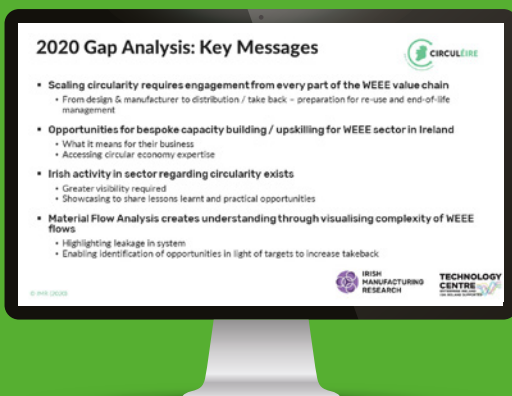 2020 Gap Analysis: Key Messages
CIRCULÉIRE
▪ Scaling circularity requires engagement from every part of the WEEE value chain
• From design & manufacturer to distribution / take back – preparation for re-use and end-of-life
management
▪ Opportunities for bespoke capacity building / upskilling for WEEE sector in Ireland
• What it means for their business
• Accessing circular economy expertise
▪ Irish activity in sector regarding circularity exists
• Greater visibility required
• Showcasing to share lessons learnt and practical opportunities
▪ Material Flow Analysis creates understanding through visualising complexity of WEEE
flows
• Highlighting leakage in system
• Enabling identification of opportunities in light of targets to increase takeback
IRISH
MANUFACTURING
RESEARCH
TECHNOLOGY
CENTRE
© IMR (2020)